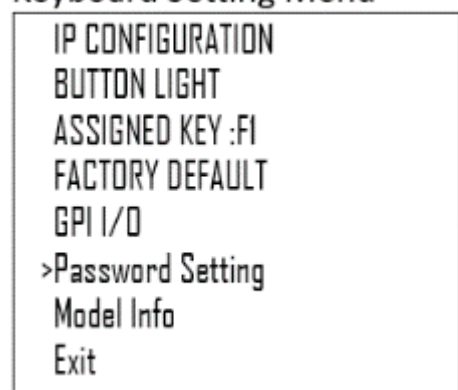 Keyboard Setting Menu
IP CONFIGURATION
BUTTON LIGHT
ASSIGNED KEY :F1
FACTORY DEFAULT
GPI I/O
>Password Setting
Model Info
Exit